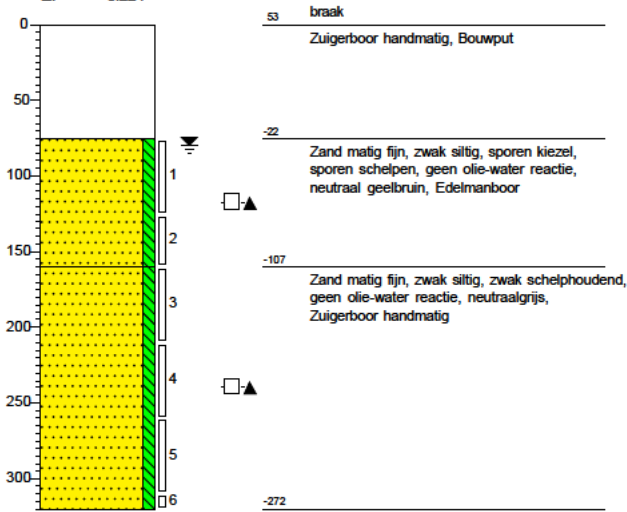 53 braak
0
Zuigerboor handmatig, Bouwput
50
-22
Zand matig fijn, zwak siltig, sporen kiezel,
sporen schelpen, geen olie-water reactie,
neutraal geelbruin, Edelmanboor
100
1
2
150
-107
Zand matig fijn, zwak siltig, zwak schelphoudend,
geen olie-water reactie, neutraalgrijs,
Zuigerboor handmatig
3
200
4
250
5
300
6
-272